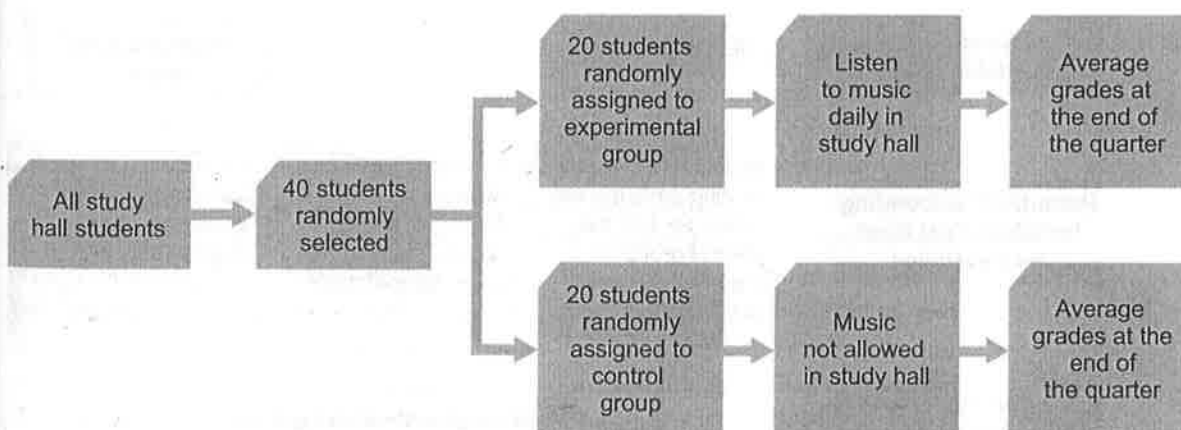 All study
hall students
40 students
randomly
selected
20 students
randomly
assigned to
experimental
group
Listen
to music
daily in
study hall
Average
grades at
the end of
the quarter
20 students
randomly
assigned to
control
group
Music
not allowed
in study hall
Average
grades at the
end of
the quarter